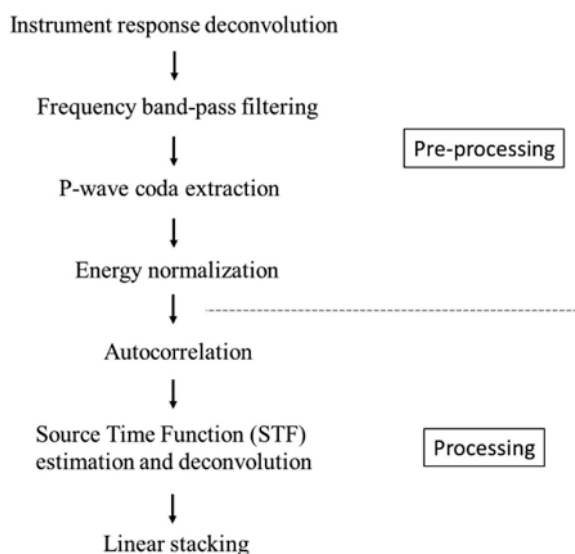 Instrument response deconvolution
Frequency band-pass filtering
Pre-processing
P-wave coda extraction
Energy normalization
Autocorrelation
Source Time Function (STF)
estimation and deconvolution
Processing
Linear stacking